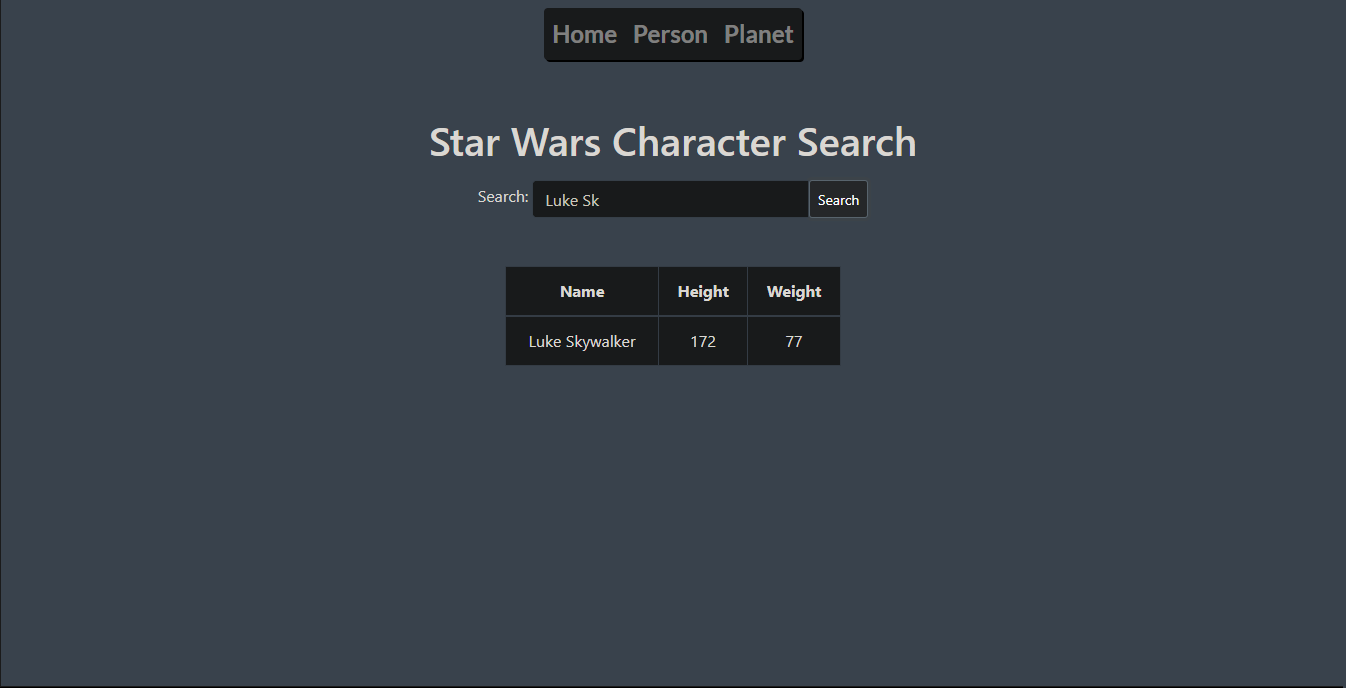 Home Person Planet
Star Wars Character Search
Search: Luke Sk Search
Name Height Weight
Luke Skywalker 172 77